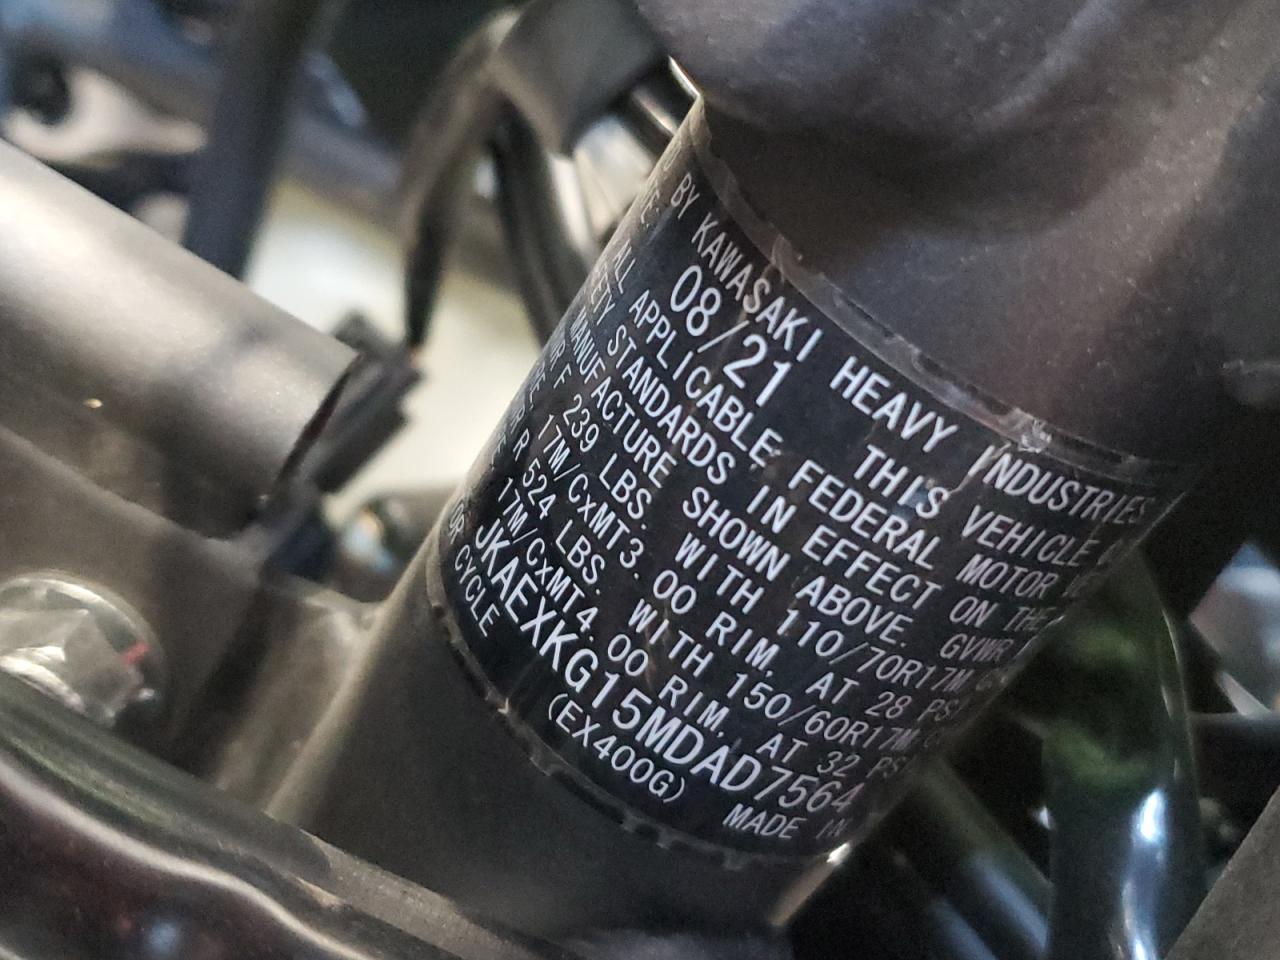 BY KAWASAKI HEAVY INDUSTRIES
08/21 THIS VEHICLE
ALL APPLICABLE FEDERAL MOTOR
STANDARDS IN EFFECT ON THE
MANUFACTURE SHOWN ABOVE. GVWR
F 239 LBS. WITH 110/70R17M
17M/CxMT3.00 RIM. AT 28 PSI
R 524 LBS. WITH 150/60R17M
17M/CxMT4.00 RIM. AT 32 PSI
JKAEXKG15MDAD7564
CYCLE (EX400G) MADE IN